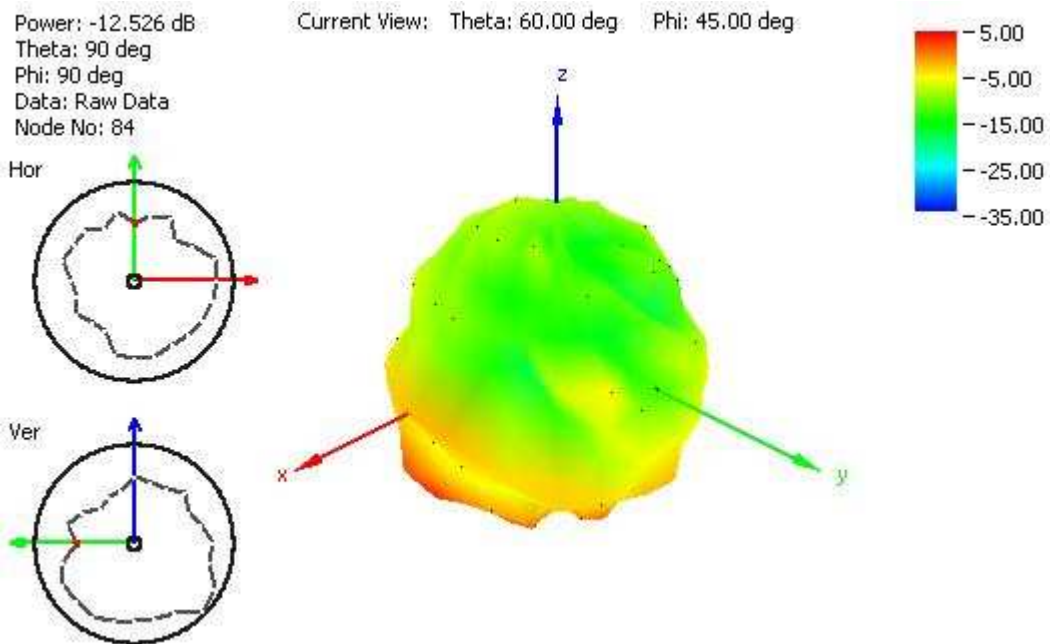 Power: -12.526 dB
Theta: 90 deg
Phi: 90 deg
Data: Raw Data
Node No: 84
Current View: Theta: 60.00 deg Phi: 45.00 deg
5.00
-5.00
-15.00
-25.00
-35.00
Hor
Ver
z
x
y